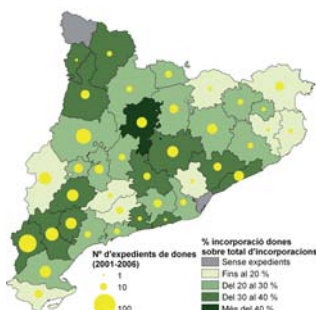 Nº d'expedients de dones
(2001-2006)
1
10
100
% incorporació dones
sobre total d'incorporacions
Sense expedients
Fins al 20 %
Del 20 al 30 %
Del 30 al 40 %
Més del 40 %